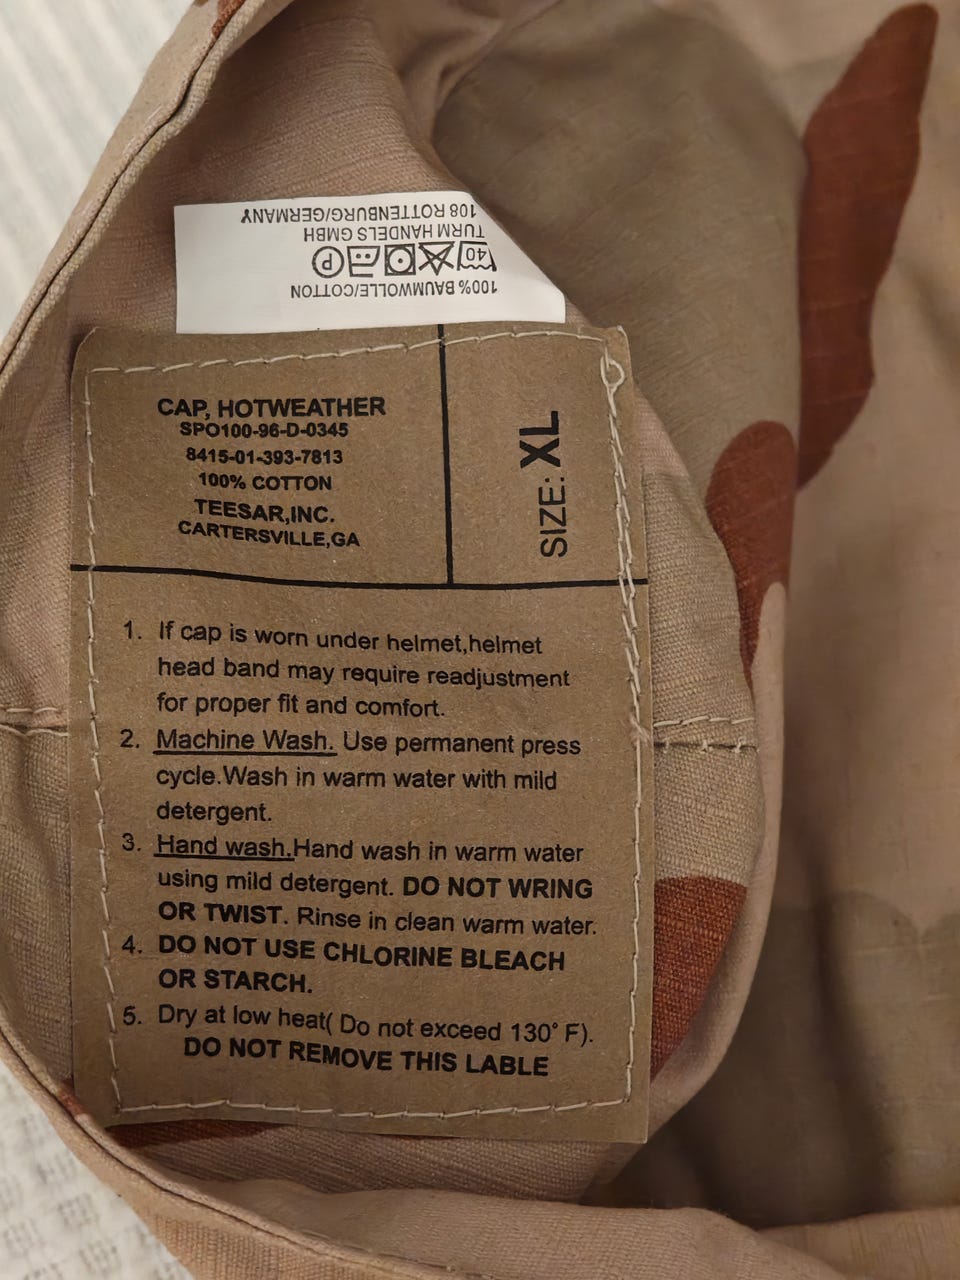 100% BAUMWOLLE/COTTON
40 P
TURM HANDELS GMBH
108 ROTTENBURG/GERMANY
CAP, HOTWEATHER
SPO100-96-D-0345
8415-01-393-7813
100% COTTON
TEESAR,INC.
CARTERSVILLE,GA
SIZE: XL
1. If cap is worn under helmet,helmet
head band may require readjustment
for proper fit and comfort.
2. Machine Wash. Use permanent press
cycle.Wash in warm water with mild
detergent.
3. Hand wash.Hand wash in warm water
using mild detergent. DO NOT WRING
OR TWIST. Rinse in clean warm water.
4. DO NOT USE CHLORINE BLEACH
OR STARCH.
5. Dry at low heat( Do not exceed 130° F).
DO NOT REMOVE THIS LABLE